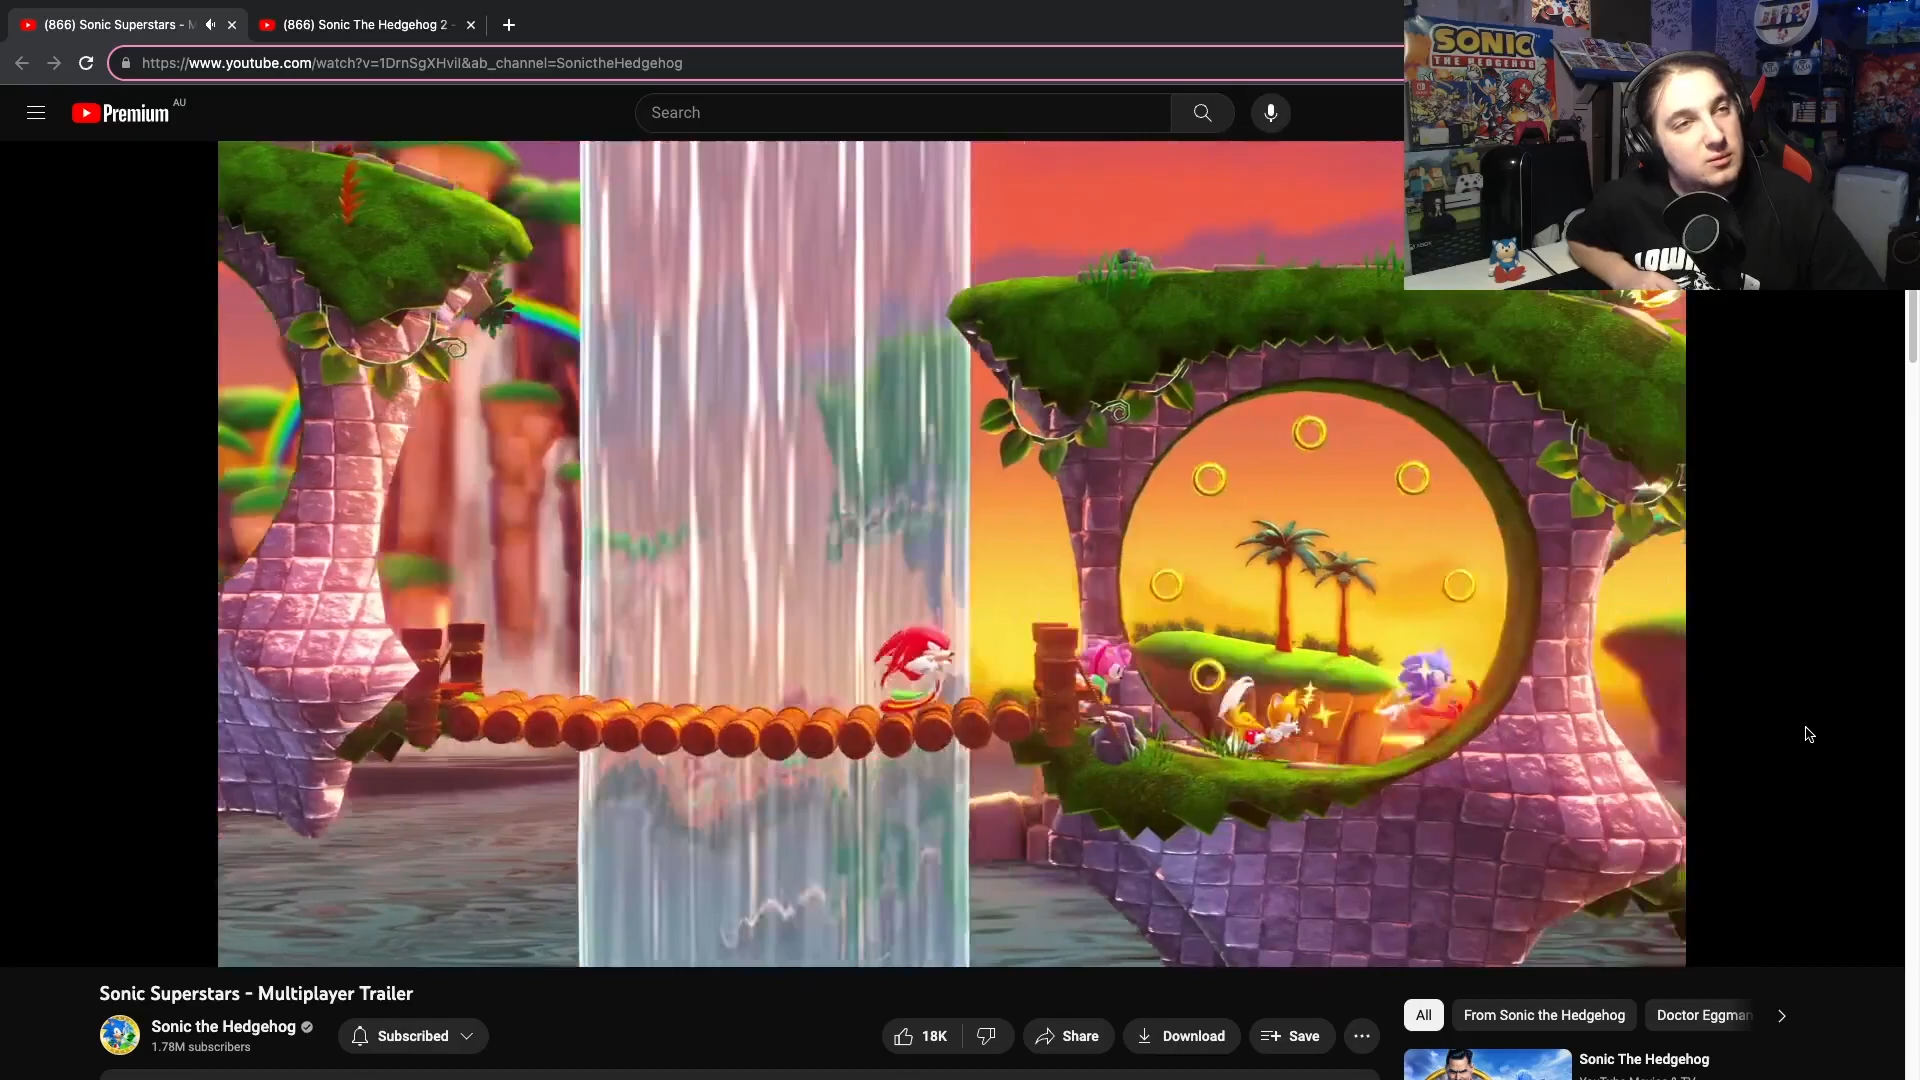 (866) Sonic Superstars - M
(866) Sonic The Hedgehog 2 -
https://www.youtube.com/watch?v=1DrnSgXHviI&ab_channel=SonictheHedgehog
Premium AU
Search
SONIC
THE HEDGEHOG
XBOX
Sonic Superstars - Multiplayer Trailer
Sonic the Hedgehog
1.78M subscribers
Subscribed
18K
Share
Download
Save
All
From Sonic the Hedgehog
Doctor Eggman
Sonic The Hedgehog